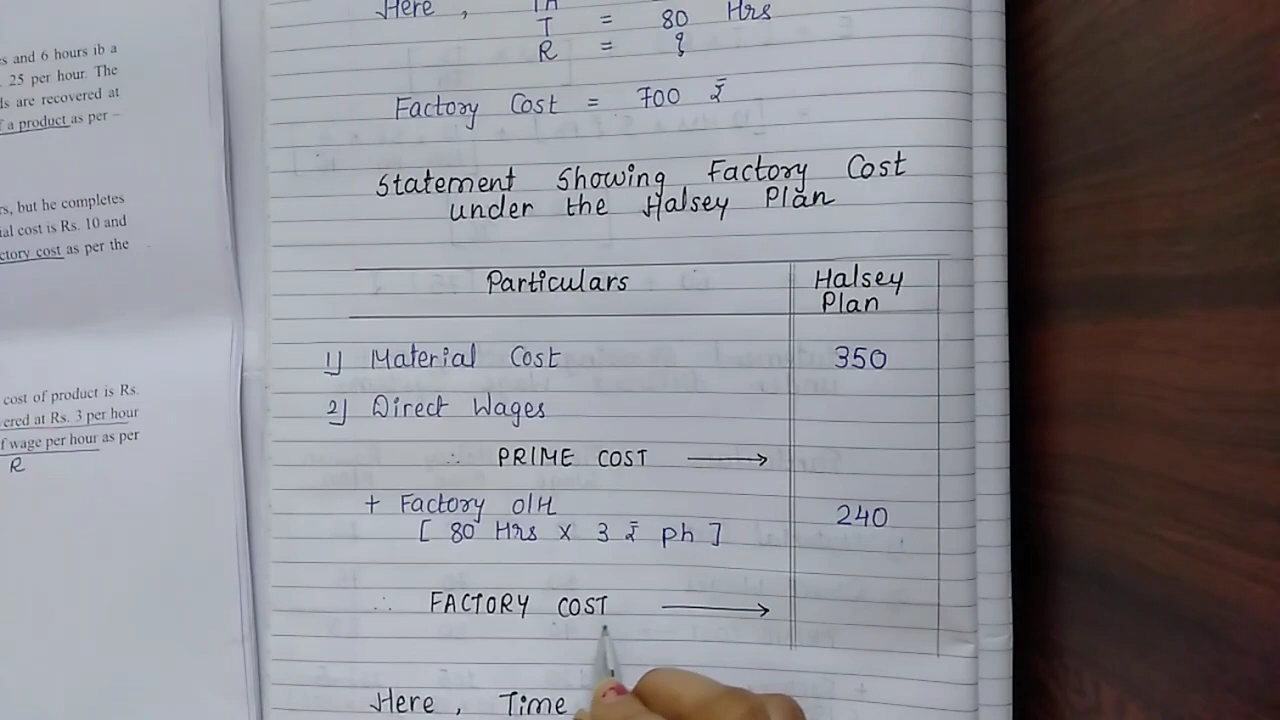 s and 6 hours ib a
25 per hour. The
ds are recovered at
f a product as per –
rs, but he completes
ial cost is Rs. 10 and
ctory cost as per the
cost of product is Rs.
ered at Rs. 3 per hour
f wage per hour as per
R
Here ,
T = 80 Hrs
R = ?
Factory Cost = 700 ₹
Statement Showing Factory Cost
under the Halsey Plan
Particulars Halsey
Plan
1) Material Cost 350
2) Direct Wages
∴ PRIME COST →
+ Factory O/H 240
[ 80 Hrs x 3 ₹ ph ]
∴ FACTORY COST →
Here , Time